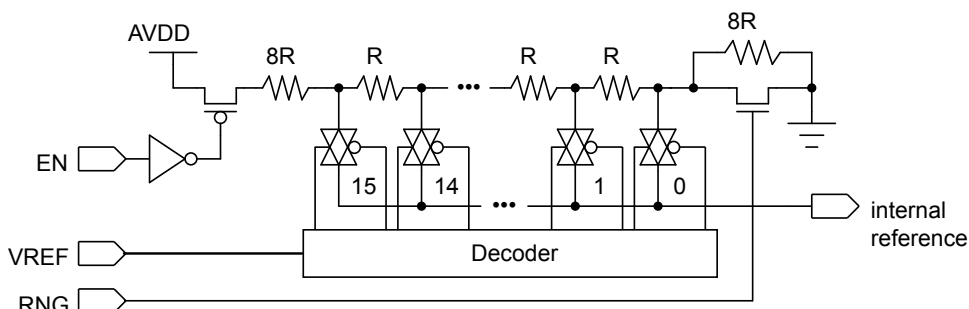 8R
AVDD
8R
R
R
R
...
EN
15
14
1
0
...
internal
reference
VREF
Decoder
RNG